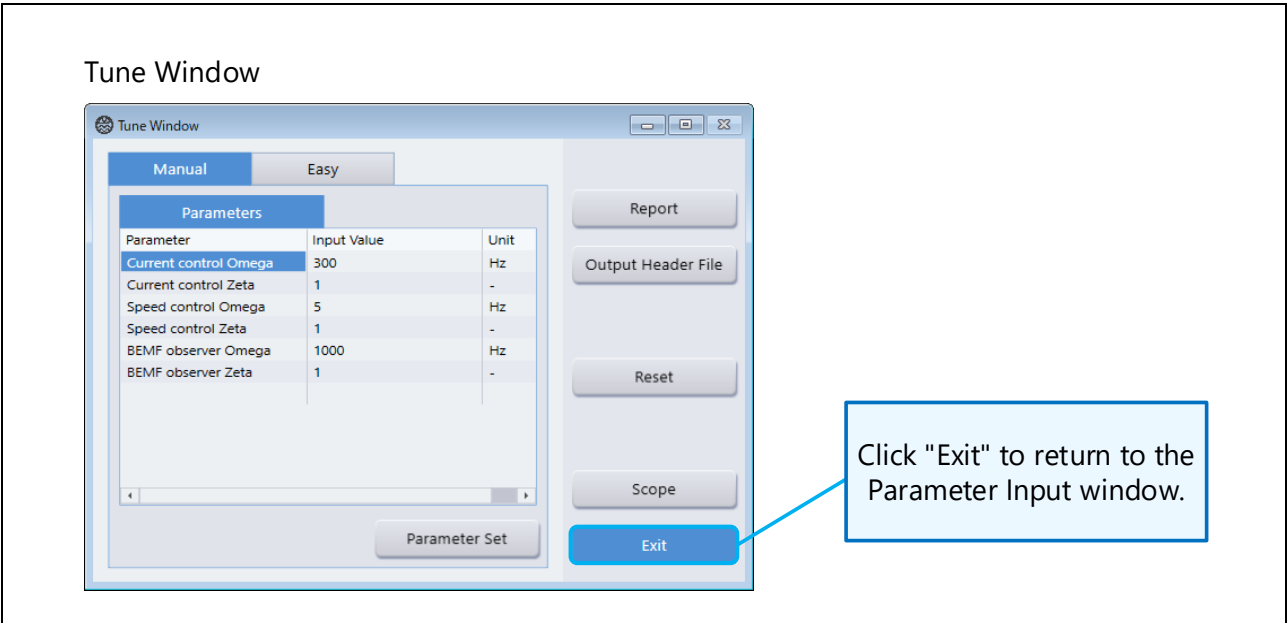 Tune Window
Tune Window
Manual Easy
Parameters
Parameter Input Value Unit
Current control Omega 300 Hz
Current control Zeta 1 -
Speed control Omega 5 Hz
Speed control Zeta 1 -
BEMF observer Omega 1000 Hz
BEMF observer Zeta 1 -
Parameter Set
Report
Output Header File
Reset
Scope
Exit
Click "Exit" to return to the
Parameter Input window.